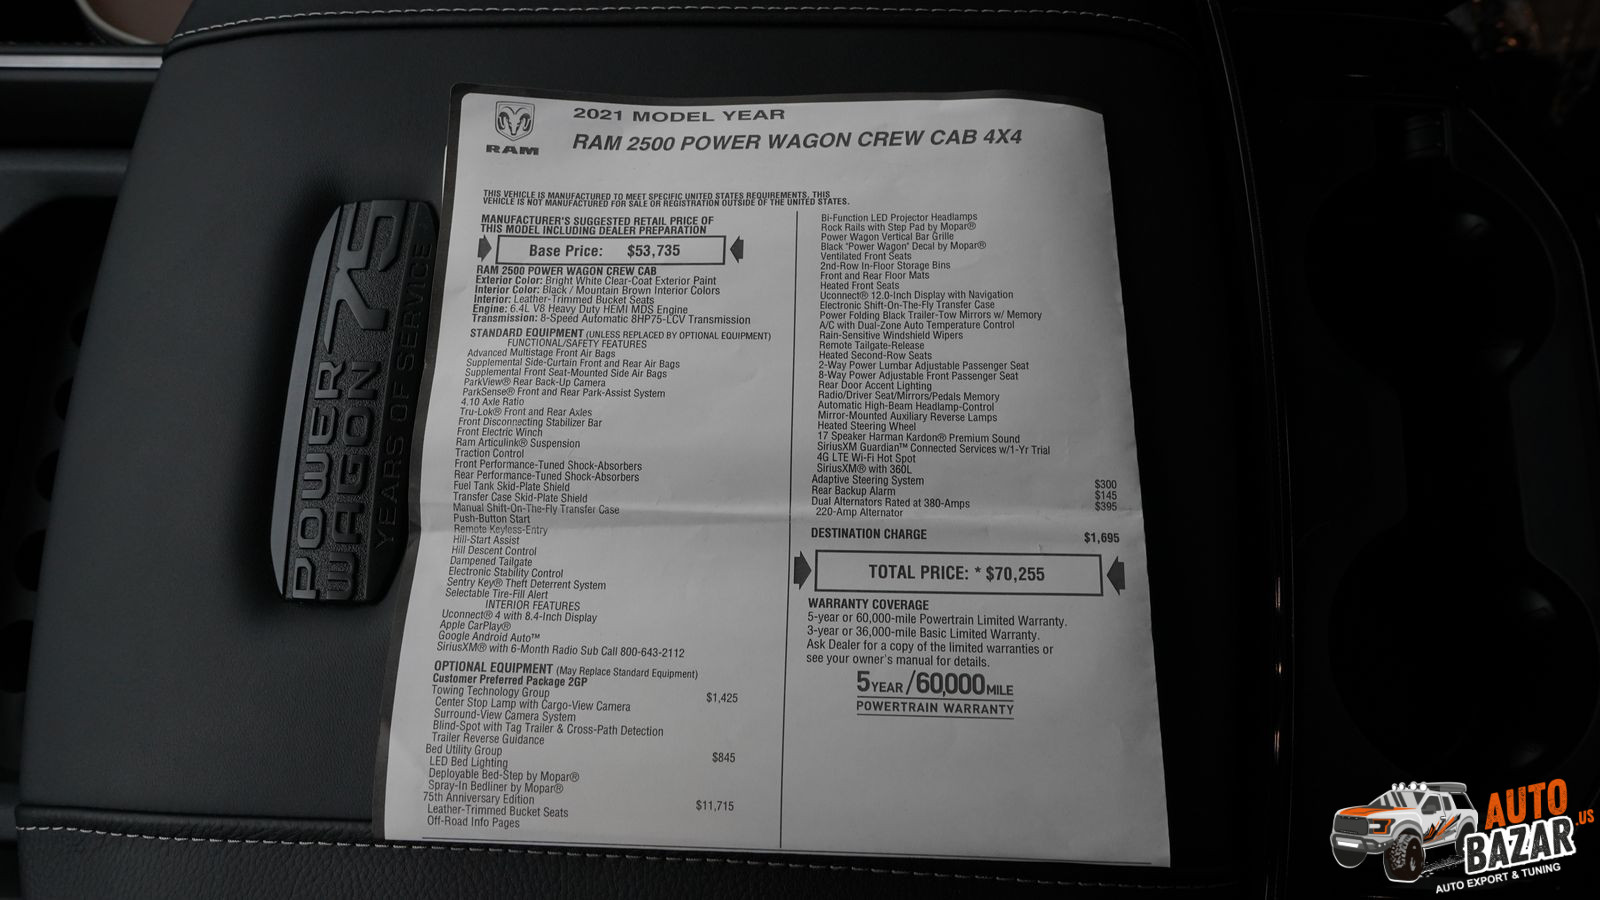 POWER
WAGON 75
YEARS OF SERVICE
RAM
2021 MODEL YEAR
RAM 2500 POWER WAGON CREW CAB 4X4
THIS VEHICLE IS MANUFACTURED TO MEET SPECIFIC UNITED STATES REQUIREMENTS. THIS
VEHICLE IS NOT MANUFACTURED FOR SALE OR REGISTRATION OUTSIDE OF THE UNITED STATES.
MANUFACTURER'S SUGGESTED RETAIL PRICE OF
THIS MODEL INCLUDING DEALER PREPARATION
Base Price: $53,735
RAM 2500 POWER WAGON CREW CAB
Exterior Color: Bright White Clear-Coat Exterior Paint
Interior Color: Black / Mountain Brown Interior Colors
Interior: Leather-Trimmed Bucket Seats
Engine: 6.4L V8 Heavy Duty HEMI MDS Engine
Transmission: 8-Speed Automatic 8HP75-LCV Transmission
STANDARD EQUIPMENT (UNLESS REPLACED BY OPTIONAL EQUIPMENT)
FUNCTIONAL/SAFETY FEATURES
Advanced Multistage Front Air Bags
Supplemental Side-Curtain Front and Rear Air Bags
Supplemental Front Seat-Mounted Side Air Bags
ParkView® Rear Back-Up Camera
ParkSense® Front and Rear Park-Assist System
4.10 Axle Ratio
Tru-Lok® Front and Rear Axles
Front Disconnecting Stabilizer Bar
Front Electric Winch
Ram Articulink® Suspension
Traction Control
Front Performance-Tuned Shock-Absorbers
Rear Performance-Tuned Shock-Absorbers
Fuel Tank Skid-Plate Shield
Transfer Case Skid-Plate Shield
Manual Shift-On-The-Fly Transfer Case
Push-Button Start
Remote Keyless-Entry
Hill-Start Assist
Hill Descent Control
Dampened Tailgate
Electronic Stability Control
Sentry Key® Theft Deterrent System
Selectable Tire-Fill Alert
INTERIOR FEATURES
Uconnect® 4 with 8.4-Inch Display
Apple CarPlay®
Google Android Auto™
SiriusXM® with 6-Month Radio Sub Call 800-643-2112
OPTIONAL EQUIPMENT (May Replace Standard Equipment)
Customer Preferred Package 2GP
Towing Technology Group $1,425
Center Stop Lamp with Cargo-View Camera
Surround-View Camera System
Blind-Spot with Tag Trailer & Cross-Path Detection
Trailer Reverse Guidance
Bed Utility Group $845
LED Bed Lighting
Deployable Bed-Step by Mopar®
Spray-In Bedliner by Mopar®
75th Anniversary Edition $11,715
Leather-Trimmed Bucket Seats
Off-Road Info Pages
Bi-Function LED Projector Headlamps
Rock Rails with Step Pad by Mopar®
Power Wagon Vertical Bar Grille
Black "Power Wagon" Decal by Mopar®
Ventilated Front Seats
2nd-Row In-Floor Storage Bins
Front and Rear Floor Mats
Heated Front Seats
Uconnect® 12.0-Inch Display with Navigation
Electronic Shift-On-The-Fly Transfer Case
Power Folding Black Trailer-Tow Mirrors w/ Memory
A/C with Dual-Zone Auto Temperature Control
Rain-Sensitive Windshield Wipers
Remote Tailgate-Release
Heated Second-Row Seats
2-Way Power Lumbar Adjustable Passenger Seat
8-Way Power Adjustable Front Passenger Seat
Rear Door Accent Lighting
Radio/Driver Seat/Mirrors/Pedals Memory
Automatic High-Beam Headlamp-Control
Mirror-Mounted Auxiliary Reverse Lamps
Heated Steering Wheel
17 Speaker Harman Kardon® Premium Sound
SiriusXM Guardian™ Connected Services w/1-Yr Trial
4G LTE Wi-Fi Hot Spot
SiriusXM® with 360L
Adaptive Steering System $300
Rear Backup Alarm $145
Dual Alternators Rated at 380-Amps $395
220-Amp Alternator
DESTINATION CHARGE $1,695
TOTAL PRICE: * $70,255
WARRANTY COVERAGE
5-year or 60,000-mile Powertrain Limited Warranty.
3-year or 36,000-mile Basic Limited Warranty.
Ask Dealer for a copy of the limited warranties or
see your owner's manual for details.
5YEAR/60,000MILE
POWERTRAIN WARRANTY
AUTO
BAZAR.us
AUTO EXPORT & TUNING